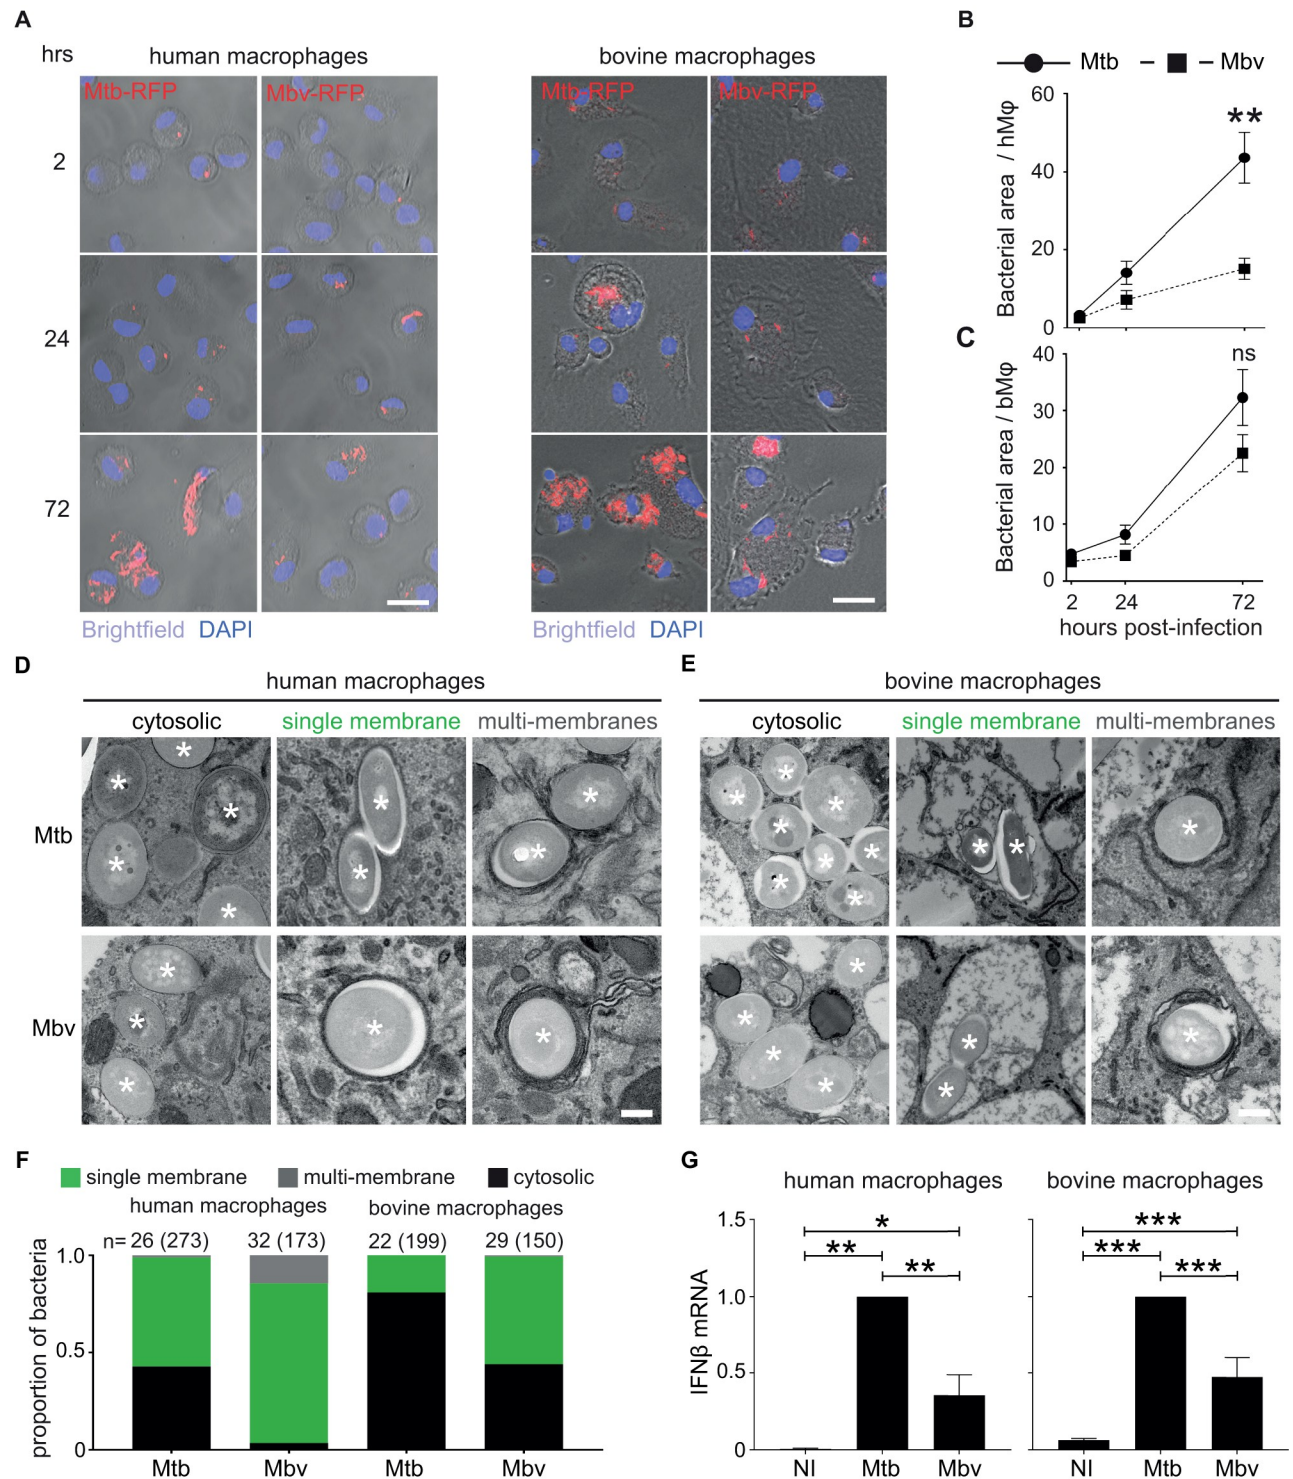 A
hrs
human macrophages
bovine macrophages
Mtb-RFP
Mbv-RFP
Mtb-RFP
Mbv-RFP
2
24
72
Brightfield DAPI
Brightfield DAPI
B
Mtb
Mbv
60
40
20
0
Bacterial area / hMφ
**
C
40
30
20
10
0
Bacterial area / bMφ
ns
2 24 72
hours post-infection
D
human macrophages
cytosolic single membrane multi-membranes
Mtb
* * * * *
* *
* *
Mbv
* * *
*
*
E
bovine macrophages
cytosolic single membrane multi-membranes
* * * * * * * *
* *
*
* * * *
* *
*
F
single membrane multi-membrane cytosolic
human macrophages bovine macrophages
n= 26 (273) 32 (173) 22 (199) 29 (150)
1.0
0.5
0
proportion of bacteria
Mtb Mbv Mtb Mbv
G
human macrophages bovine macrophages
1.5
1.0
0.5
0
IFNβ mRNA
*
**
**
***
***
***
NI Mtb Mbv NI Mtb Mbv